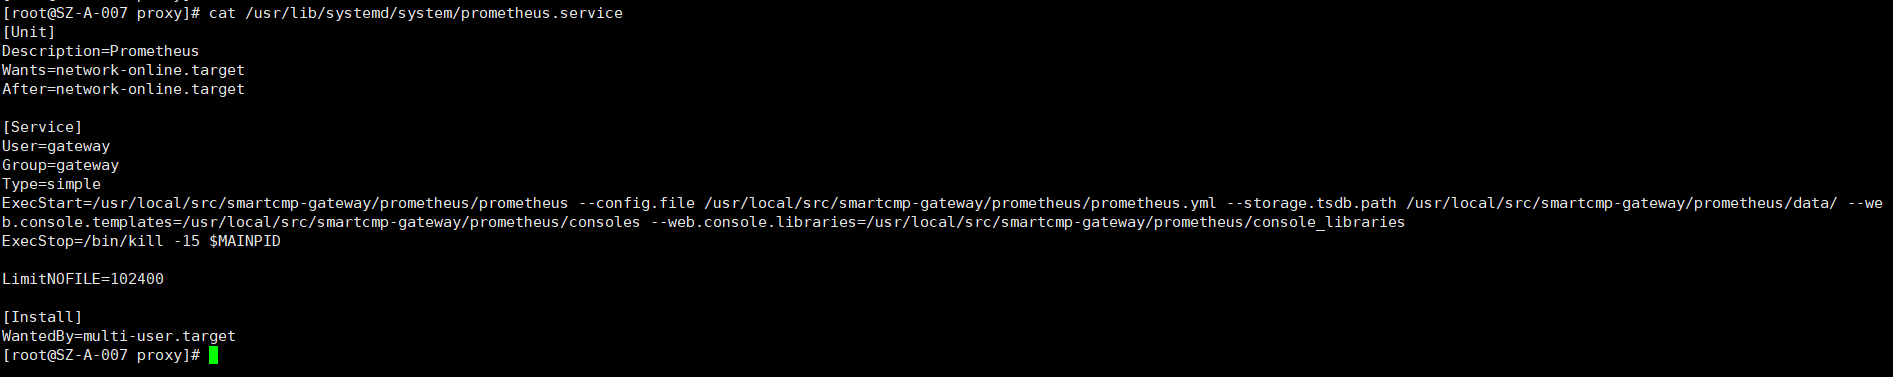 [root@SZ-A-007 proxy]# cat /usr/lib/systemd/system/prometheus.service
[Unit]
Description=Prometheus
Wants=network-online.target
After=network-online.target
[Service]
User=gateway
Group=gateway
Type=simple
ExecStart=/usr/local/src/smartcmp-gateway/prometheus/prometheus --config.file /usr/local/src/smartcmp-gateway/prometheus/prometheus.yml --storage.tsdb.path /usr/local/src/smartcmp-gateway/prometheus/data/ --we
b.console.templates=/usr/local/src/smartcmp-gateway/prometheus/consoles --web.console.libraries=/usr/local/src/smartcmp-gateway/prometheus/console_libraries
ExecStop=/bin/kill -15 $MAINPID
LimitNOFILE=102400
[Install]
WantedBy=multi-user.target
[root@SZ-A-007 proxy]#